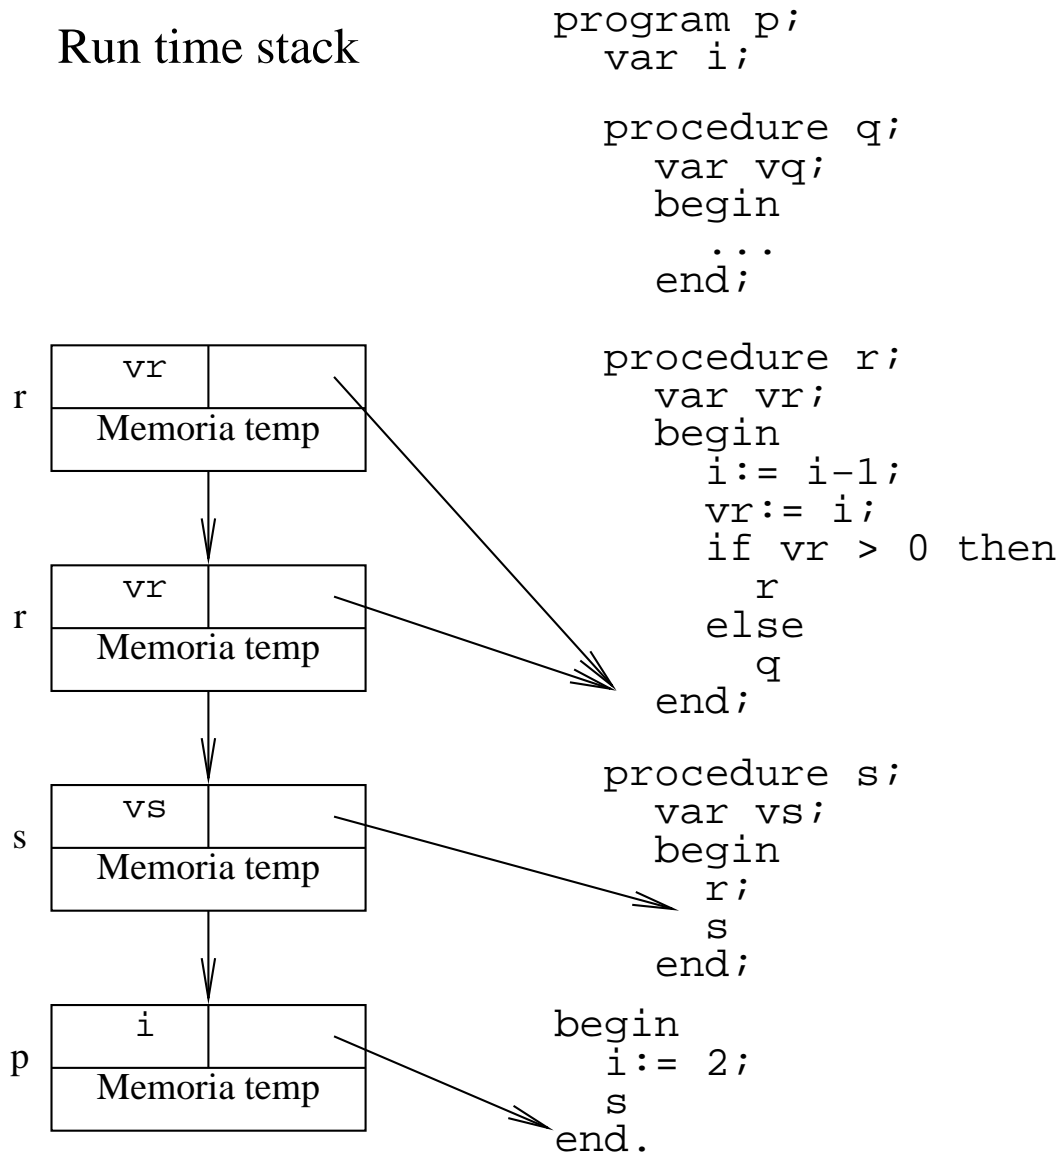 Run time stack
r
vr
Memoria temp
r
vr
Memoria temp
s
vs
Memoria temp
p
i
Memoria temp
program p;
var i;
procedure q;
var vq;
begin
...
end;
procedure r;
var vr;
begin
i:= i-1;
vr:= i;
if vr > 0 then
r
else
q
end;
procedure s;
var vs;
begin
r;
s
end;
begin
i:= 2;
s
end.